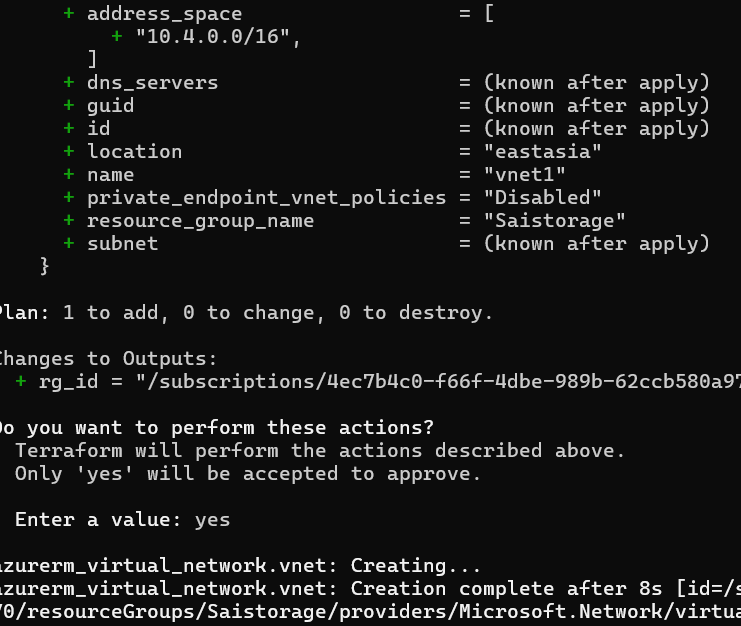 + address_space = [
+ "10.4.0.0/16",
]
+ dns_servers = (known after apply)
+ guid = (known after apply)
+ id = (known after apply)
+ location = "eastasia"
+ name = "vnet1"
+ private_endpoint_vnet_policies = "Disabled"
+ resource_group_name = "Saistorage"
+ subnet = (known after apply)
}
Plan: 1 to add, 0 to change, 0 to destroy.
Changes to Outputs:
+ rg_id = "/subscriptions/4ec7b4c0-f66f-4dbe-989b-62ccb580a97
Do you want to perform these actions?
Terraform will perform the actions described above.
Only 'yes' will be accepted to approve.
Enter a value: yes
azurerm_virtual_network.vnet: Creating...
azurerm_virtual_network.vnet: Creation complete after 8s [id=/s
70/resourceGroups/Saistorage/providers/Microsoft.Network/virtua